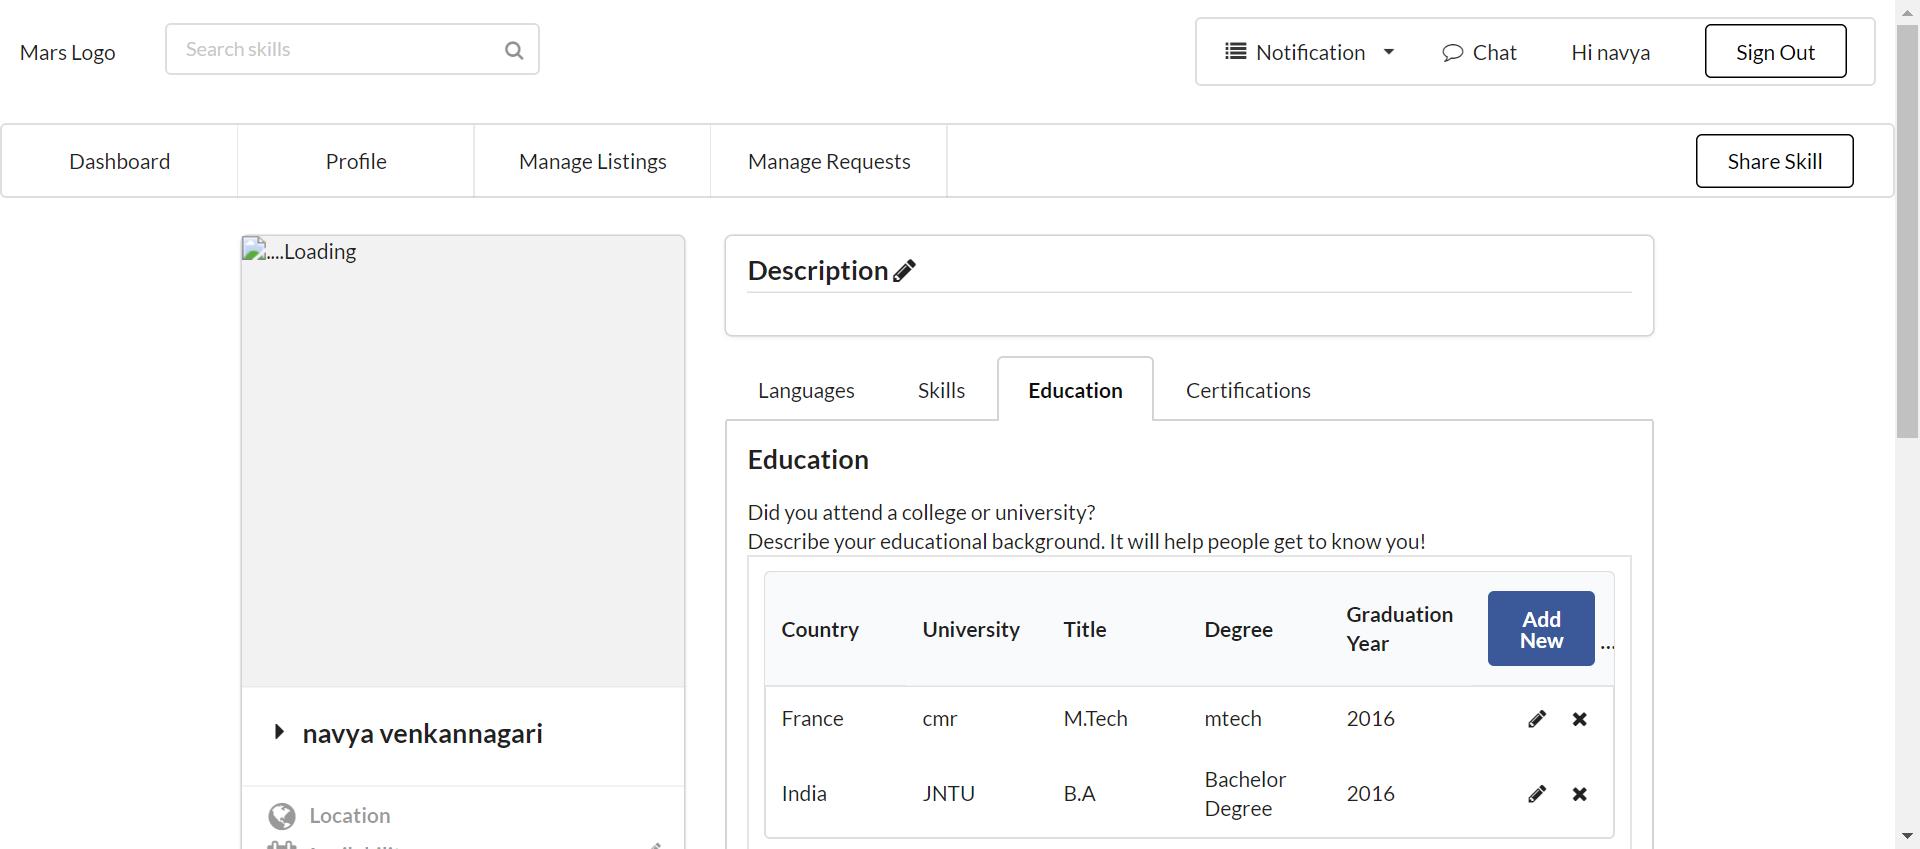 Mars Logo
Search skills
Notification
Chat
Hi navya
Sign Out
Dashboard
Profile
Manage Listings
Manage Requests
Share Skill
....Loading
navya venkannagari
Location
Description
Languages
Skills
Education
Certifications
Education
Did you attend a college or university?
Describe your educational background. It will help people get to know you!
Country University Title Degree Graduation Year Add New ...
France cmr M.Tech mtech 2016
India JNTU B.A Bachelor Degree 2016